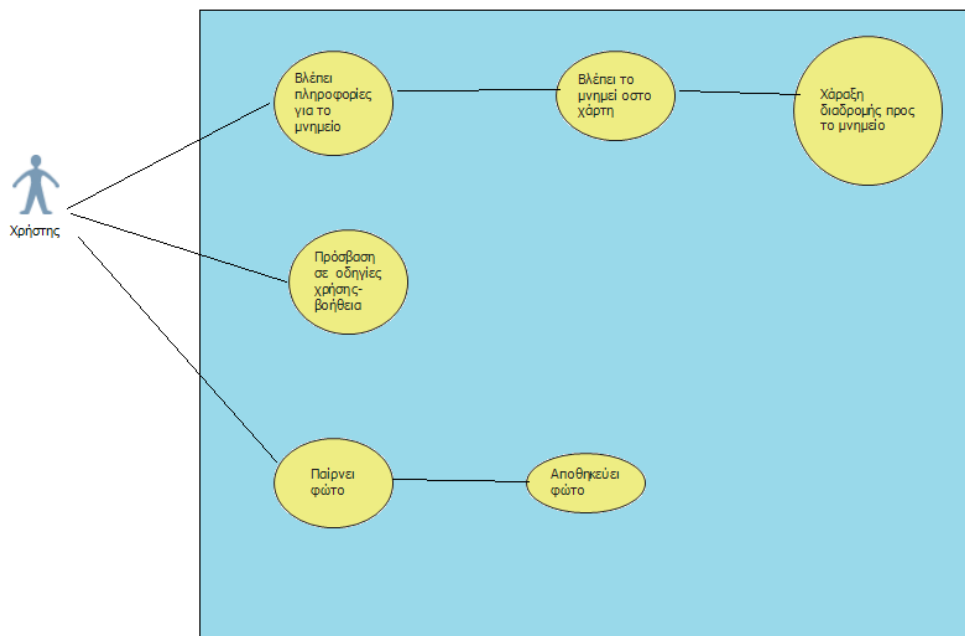 Βλέπει
πληροφορίες
για το
μνημείο
Βλέπει το
μνημεί οστο
χάρτη
Χάραξη
διαδρομής προς
το μνημείο
Χρήστης
Πρόσβαση
σε οδηγίες
χρήσης-
βοήθεια
Παίρνει
φώτο
Αποθηκεύει
φώτο